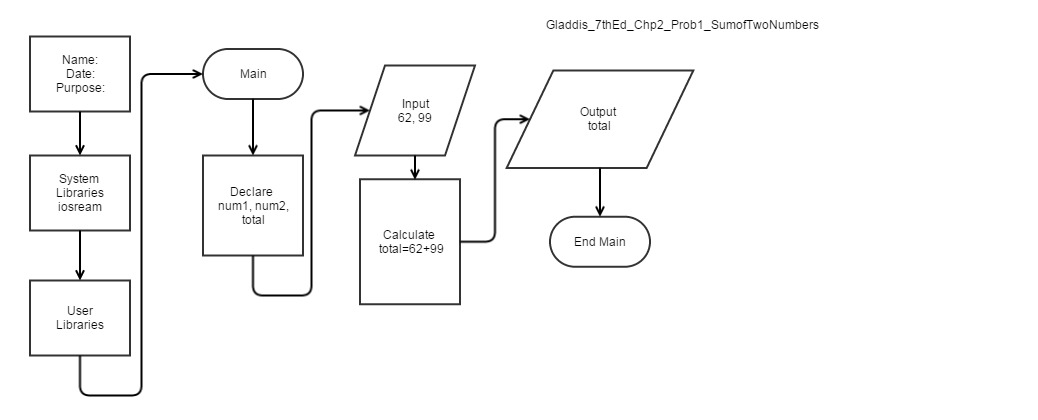 Gladdis_7thEd_Chp2_Prob1_SumofTwoNumbers
Name:
Date:
Purpose:
System
Libraries
iosream
User
Libraries
Main
Declare
num1, num2,
total
Input
62, 99
Calculate
total=62+99
Output
total
End Main